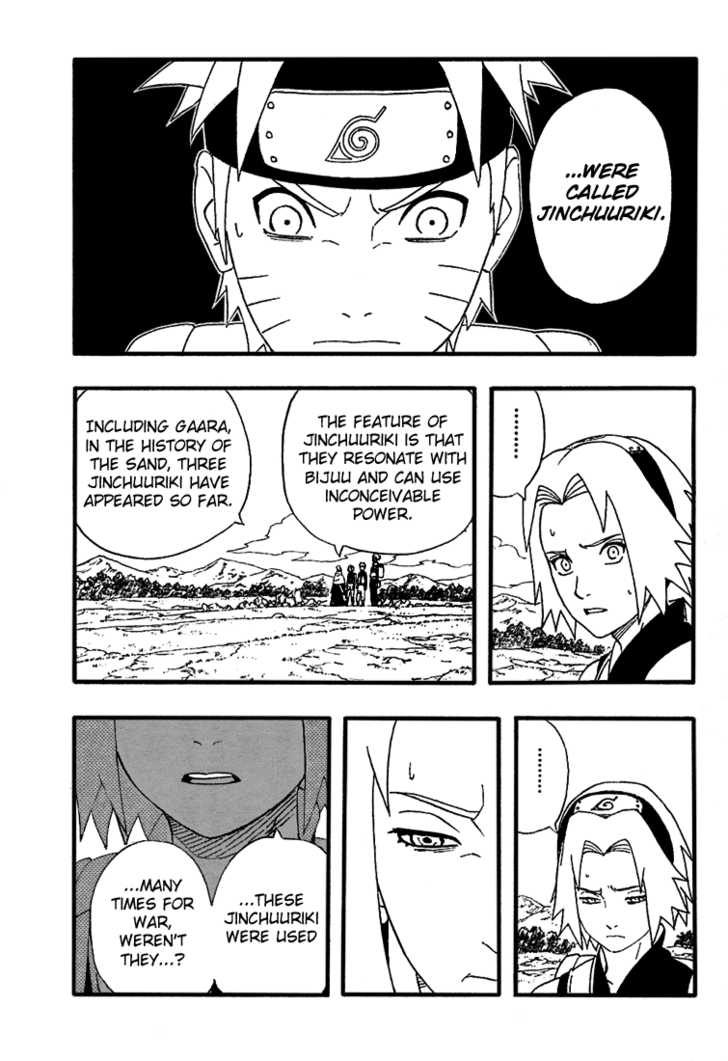 ...WERE
CALLED
JINCHUURIKI.
.........
THE FEATURE OF
JINCHUURIKI IS THAT
THEY RESONATE WITH
BIJUU AND CAN USE
INCONCEIVABLE
POWER.
INCLUDING GAARA,
IN THE HISTORY OF
THE SAND, THREE
JINCHUURIKI HAVE
APPEARED SO FAR.
.........
...THESE
JINCHUURIKI
WERE USED
...MANY
TIMES FOR
WAR,
WEREN'T
THEY...?